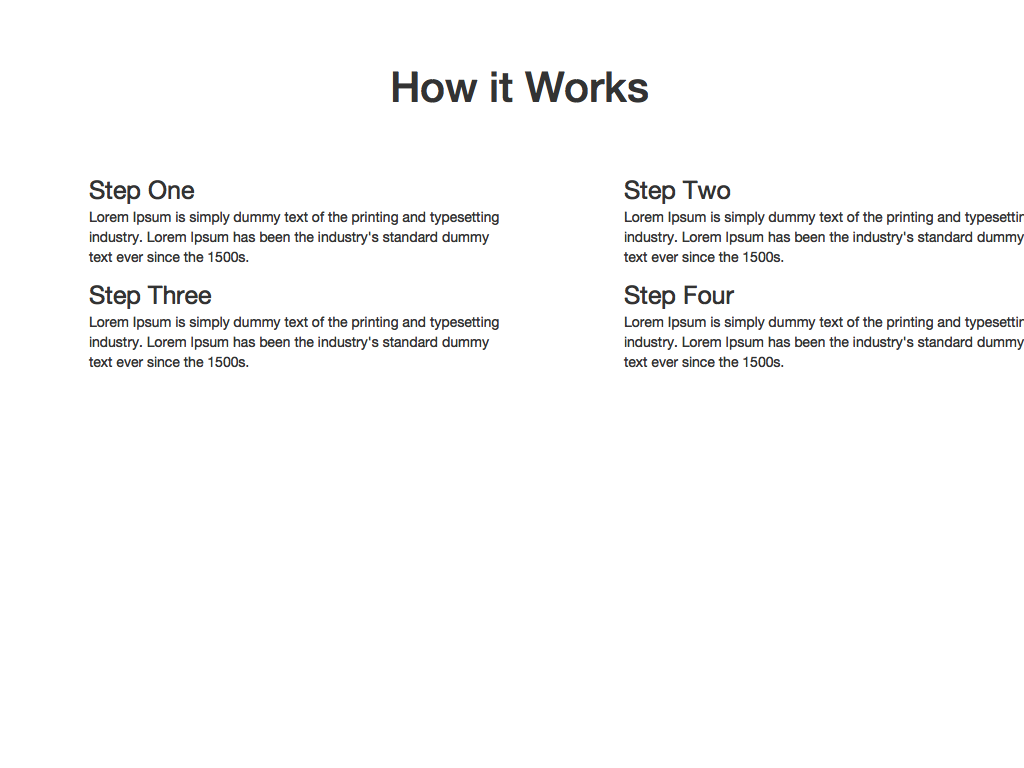 How it Works
Step One
Lorem Ipsum is simply dummy text of the printing and typesetting
industry. Lorem Ipsum has been the industry's standard dummy
text ever since the 1500s.
Step Two
Lorem Ipsum is simply dummy text of the printing and
industry. Lorem Ipsum has been the industry's standard dummy
text ever since the 1500s.
Step Three
Lorem Ipsum is simply dummy text of the printing and typesetting
industry. Lorem Ipsum has been the industry's standard dummy
text ever since the 1500s.
Step Four
Lorem Ipsum is simply dummy text of the printing and
industry. Lorem Ipsum has been the industry's standard dummy
text ever since the 1500s.